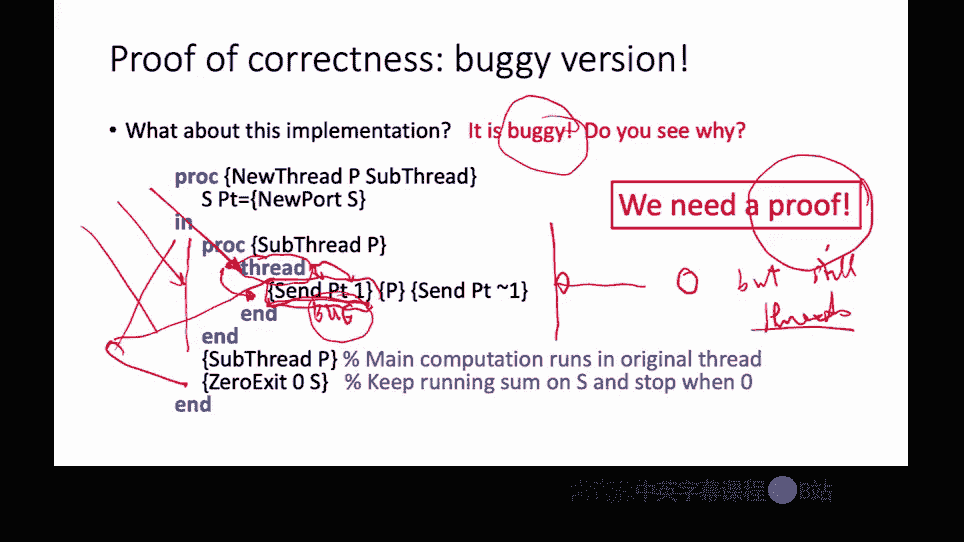 Proof of correctness: buggy version!
• What about this implementation? It is buggy! Do you see why?
proc {NewThread P SubThread}
S Pt={NewPort S}
in
proc {SubThread P}
thread
{Send Pt 1} {P} {Send Pt ~1}
end
end
{SubThread P} % Main computation runs in original thread
{ZeroExit 0 S} % Keep running sum on S and stop when 0
end
We need a proof!
BUG
0 but still
threads
中英字幕课程 B站